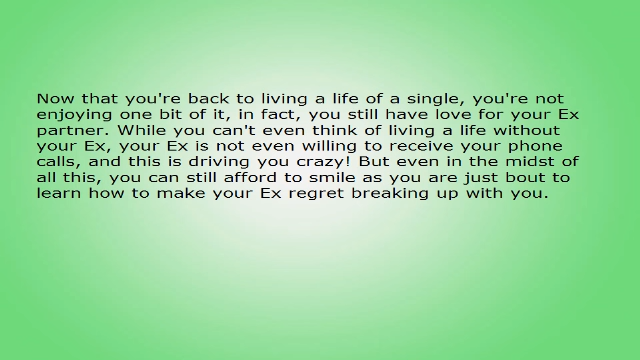 Now that you're back to living a life of a single, you're not
enjoying one bit of it, in fact, you still have love for your Ex
partner. While you can't even think of living a life without
your Ex, your Ex is not even willing to receive your phone
calls, and this is driving you crazy! But even in the midst of
all this, you can still afford to smile as you are just bout to
learn how to make your Ex regret breaking up with you.